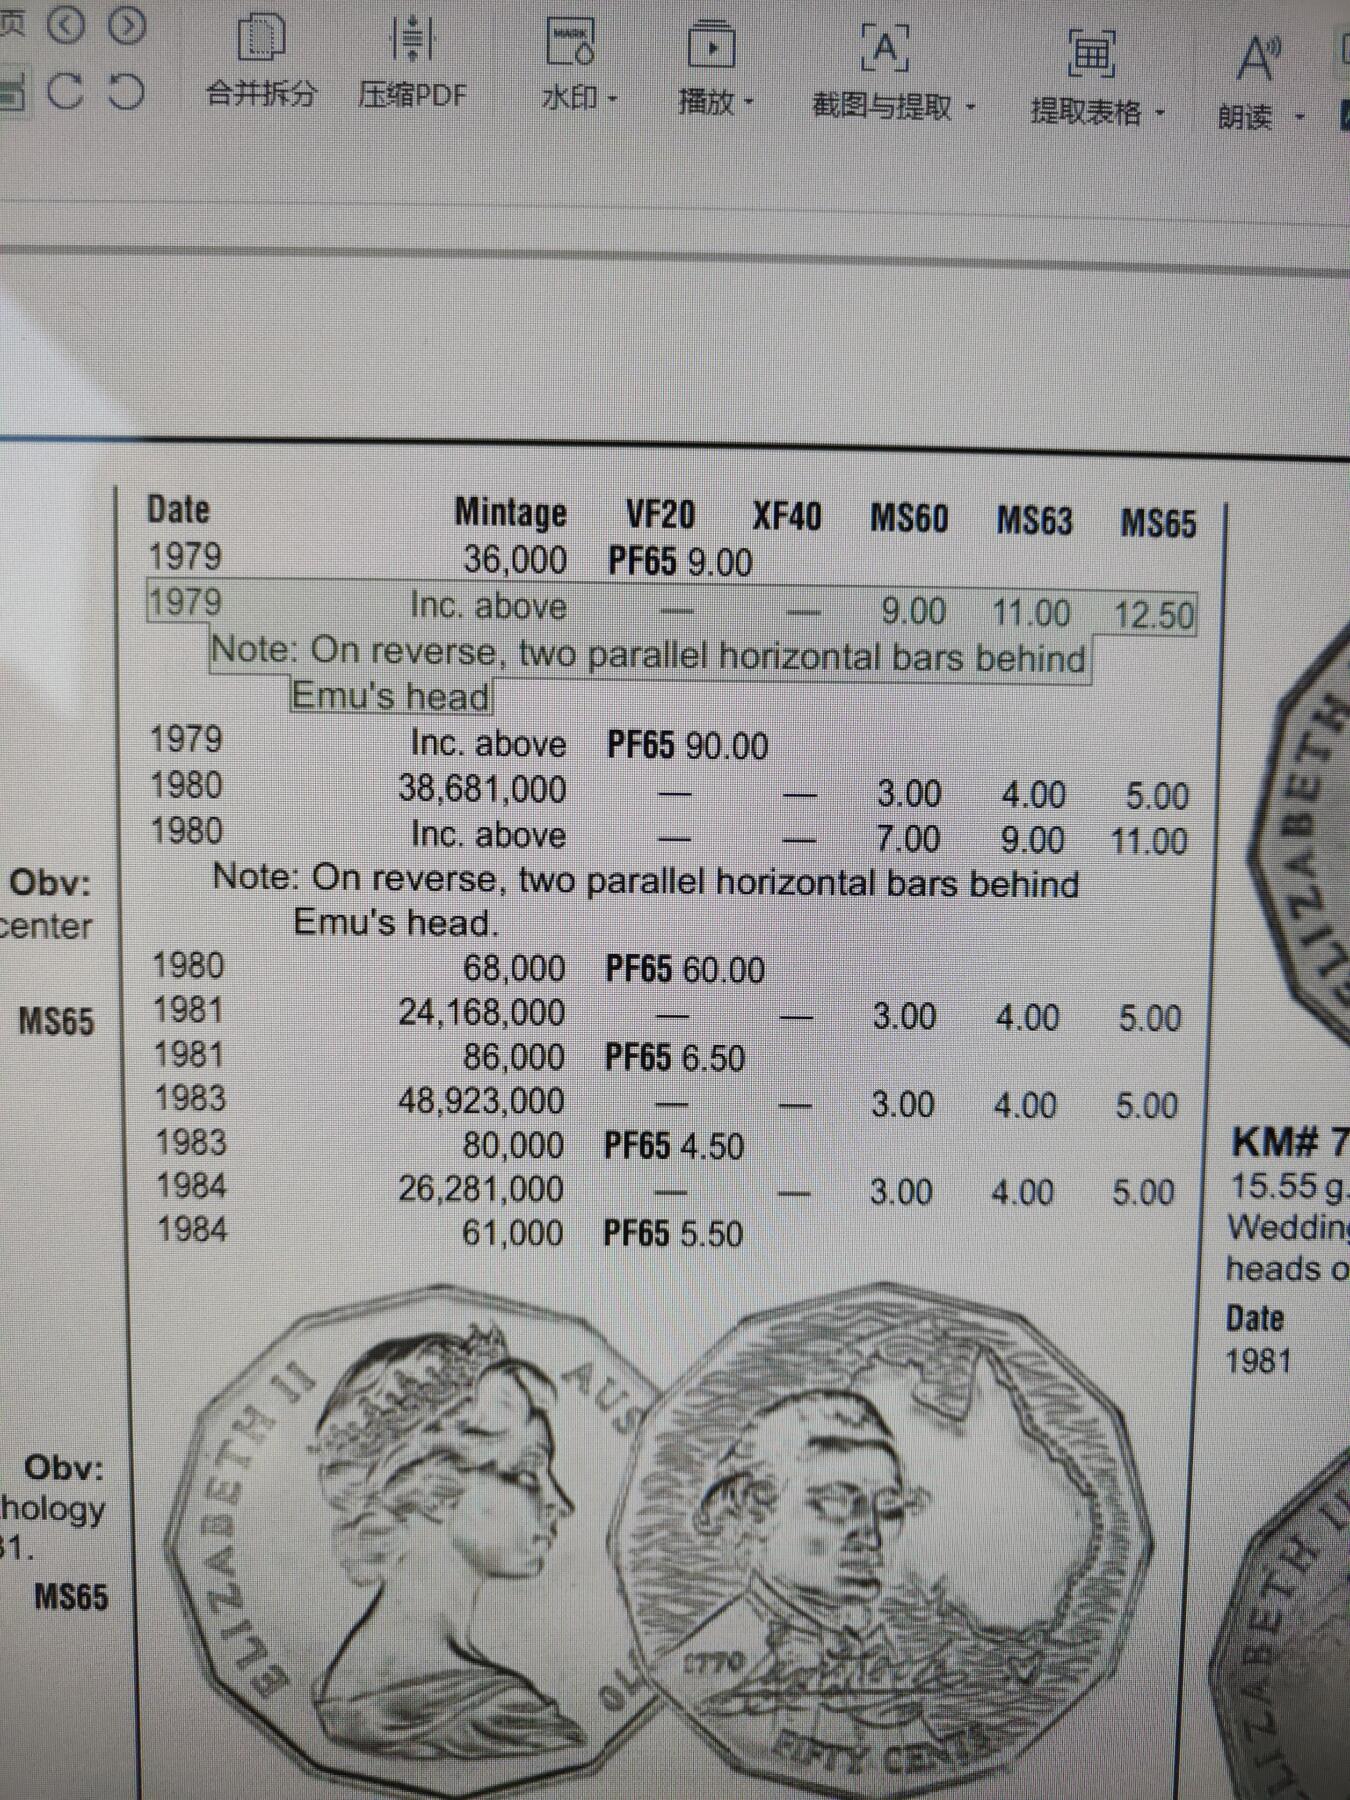 页
合并拆分 压缩PDF 水印 播放 截图与提取 提取表格 朗读
MARK
Date Mintage VF20 XF40 MS60 MS63 MS65
1979 36,000 PF65 9.00
1979 Inc. above — — 9.00 11.00 12.50
Note: On reverse, two parallel horizontal bars behind
Emu's head
1979 Inc. above PF65 90.00
1980 38,681,000 — — 3.00 4.00 5.00
1980 Inc. above — — 7.00 9.00 11.00
Note: On reverse, two parallel horizontal bars behind
Emu's head.
1980 68,000 PF65 60.00
1981 24,168,000 — — 3.00 4.00 5.00
1981 86,000 PF65 6.50
1983 48,923,000 — — 3.00 4.00 5.00
1983 80,000 PF65 4.50
1984 26,281,000 — — 3.00 4.00 5.00
1984 61,000 PF65 5.50
Obv:
center
MS65
Obv:
hology
31.
MS65
ELIZABETH II AUS
1770
FIFTY CENTS
ELIZABETH
KM# 7
15.55 g.
Wedding
heads o
Date
1981
ELIZABETH II